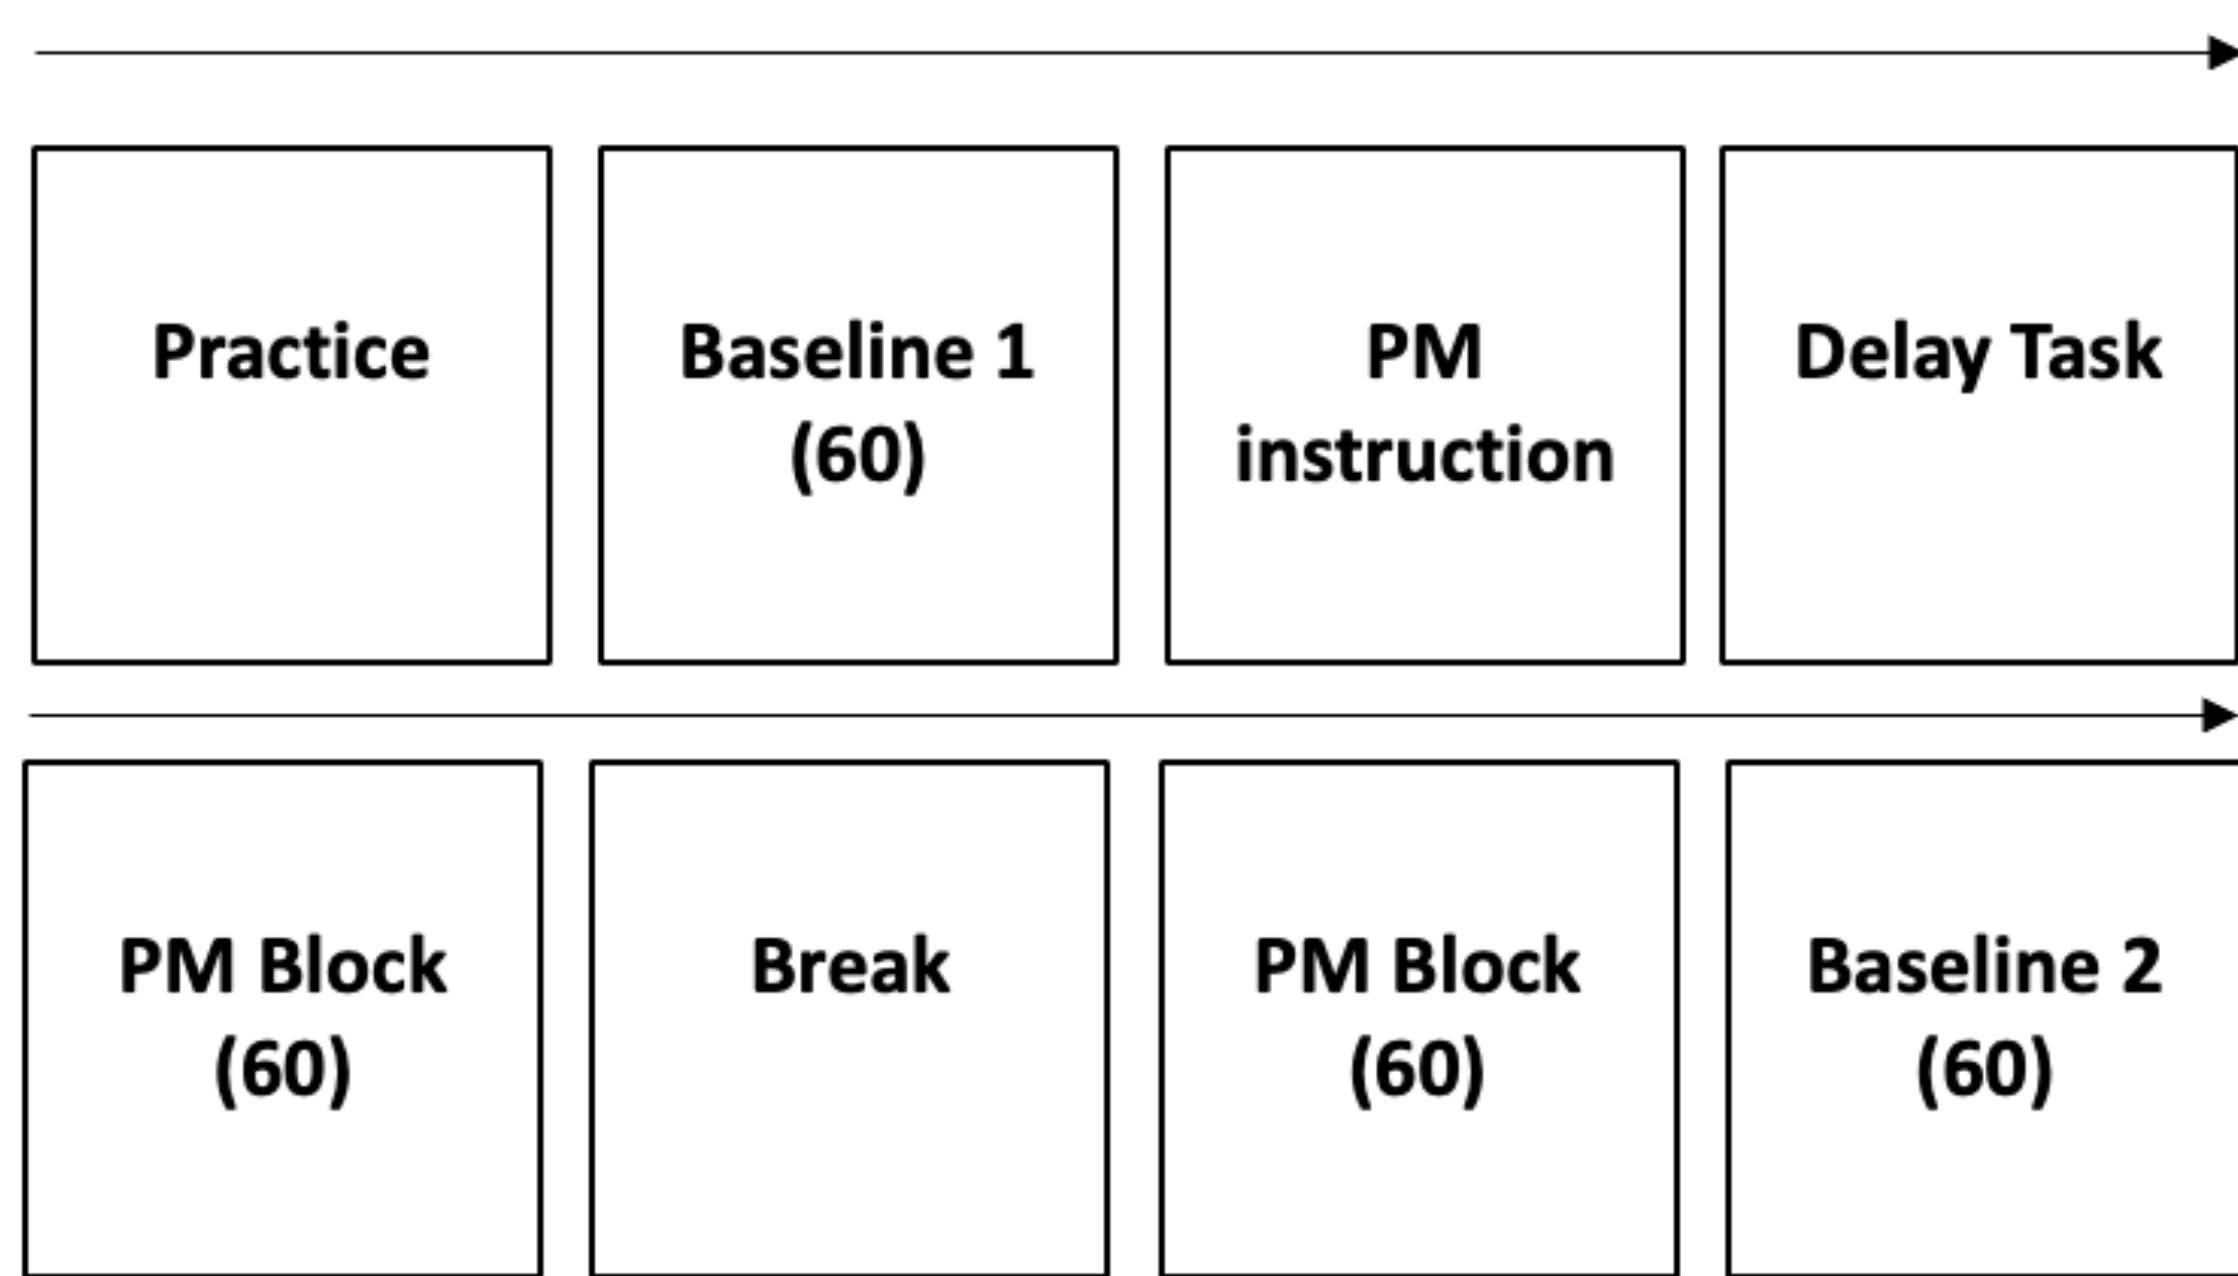 Practice
Baseline 1
(60)
PM
instruction
Delay Task
PM Block
(60)
Break
PM Block
(60)
Baseline 2
(60)